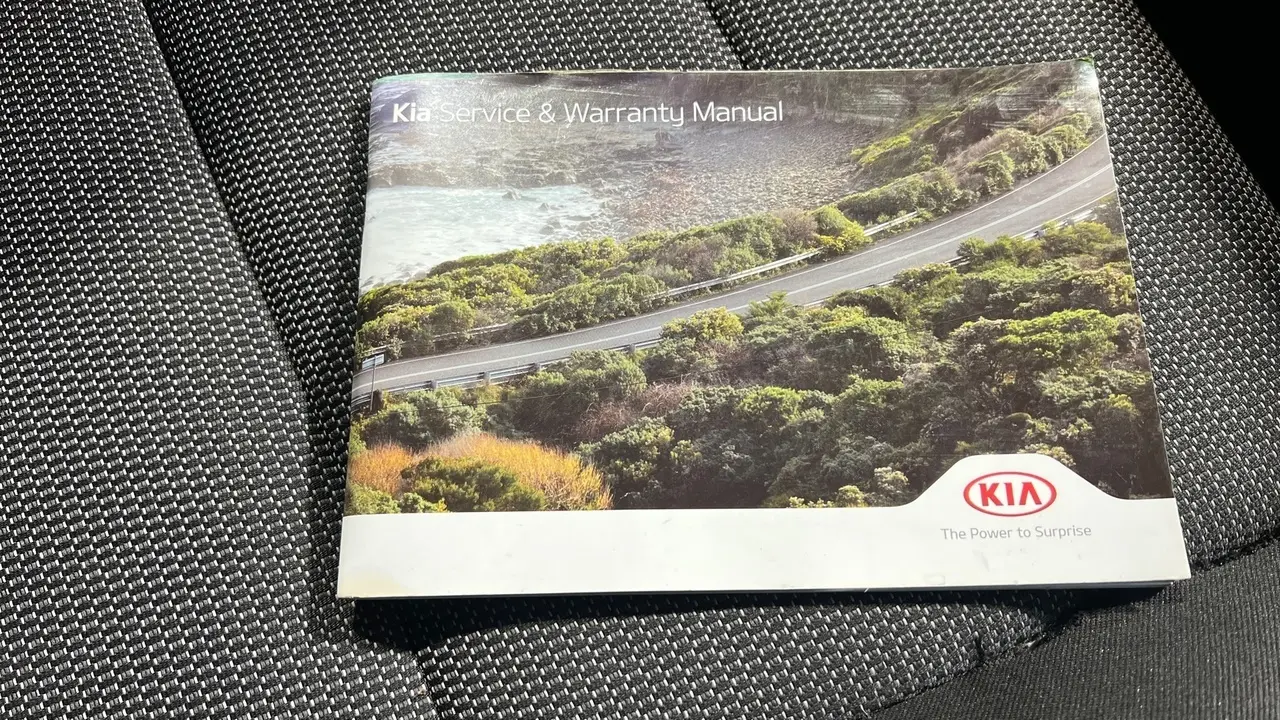 Kia Service & Warranty Manual
KIA
The Power to Surprise